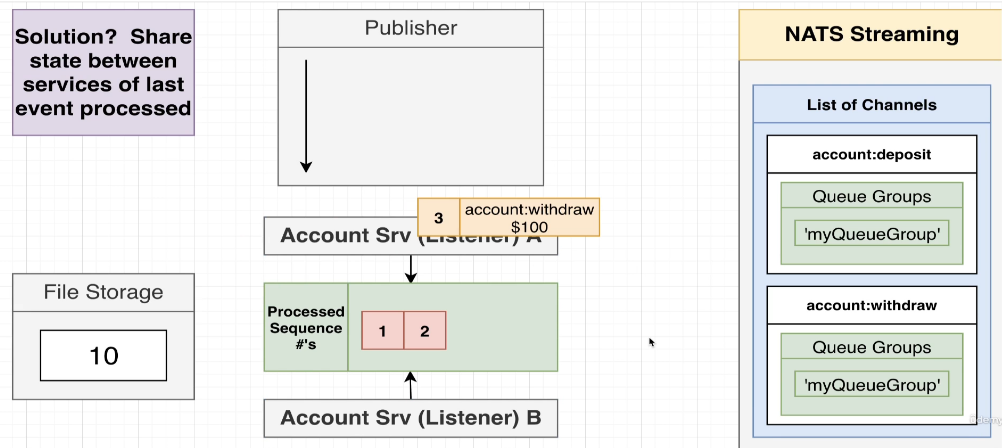 Solution? Share
state between
services of last
event processed
Publisher
3
account:withdraw
$100
Account Srv (Listener) A
Processed
Sequence
#'s
1
2
Account Srv (Listener) B
File Storage
10
NATS Streaming
List of Channels
account:deposit
Queue Groups
'myQueueGroup'
account:withdraw
Queue Groups
'myQueueGroup'